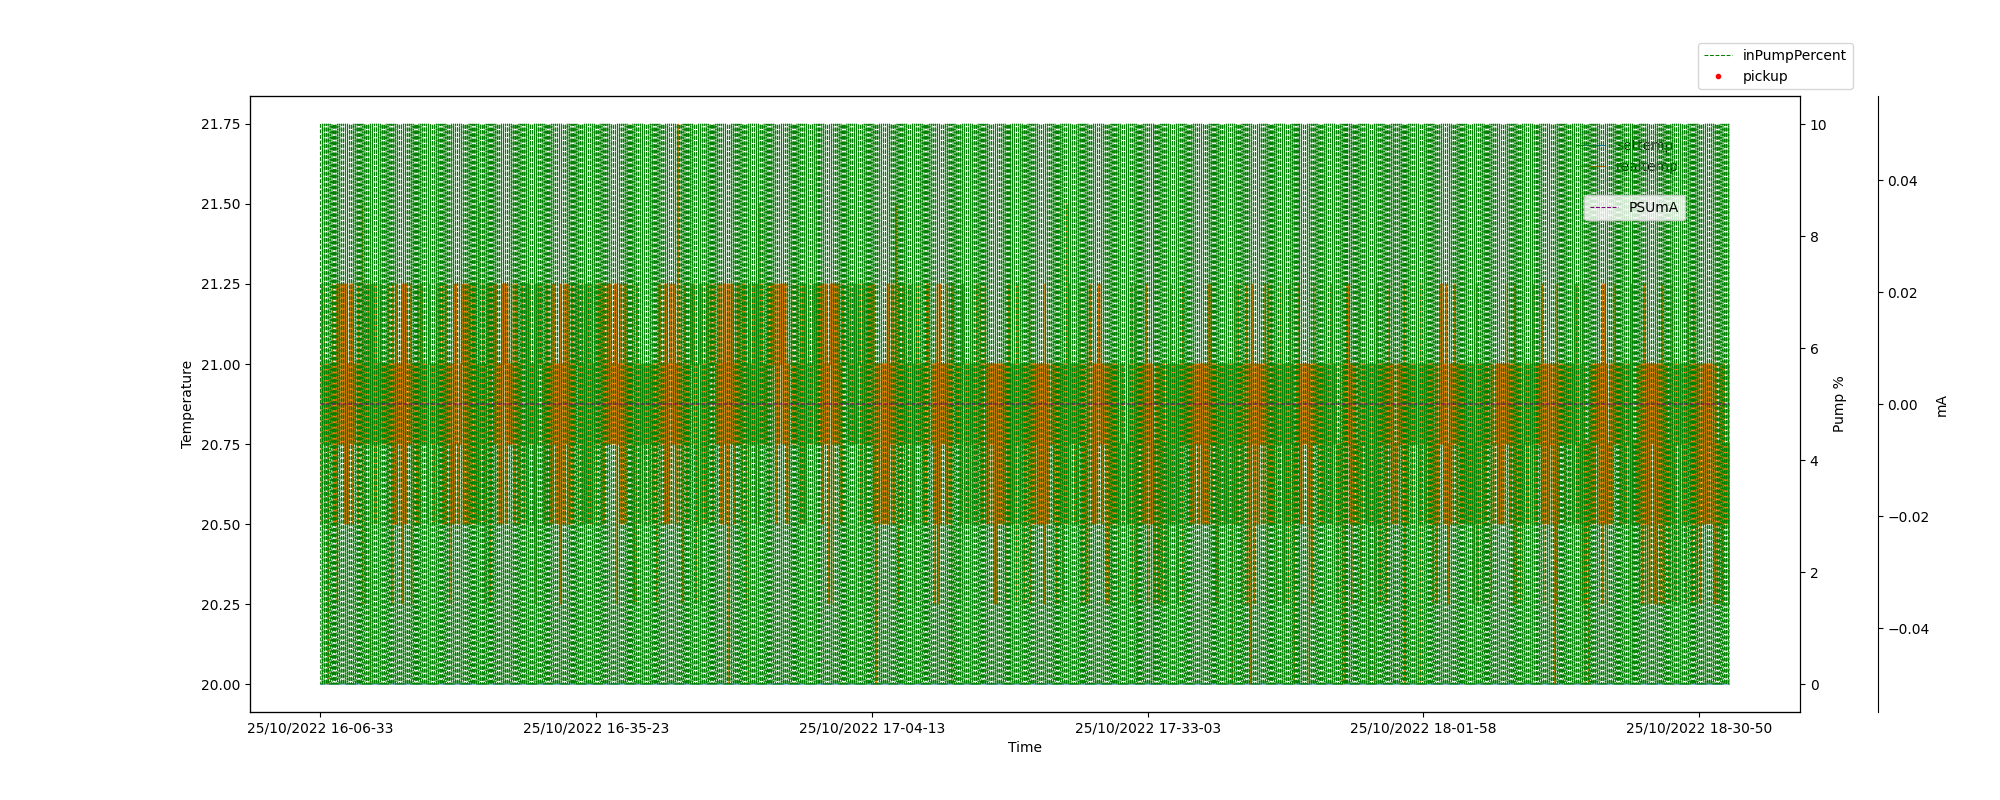 inPumpPercent
pickup
21.75
21.50
21.25
21.00
20.75
20.50
20.25
20.00
Temperature
setTemp
realTemp
PSUmA
10
8
6
4
2
0
Pump %
0.04
0.02
0.00
−0.02
−0.04
mA
25/10/2022 16-06-33
25/10/2022 16-35-23
25/10/2022 17-04-13
25/10/2022 17-33-03
25/10/2022 18-01-58
25/10/2022 18-30-50
Time